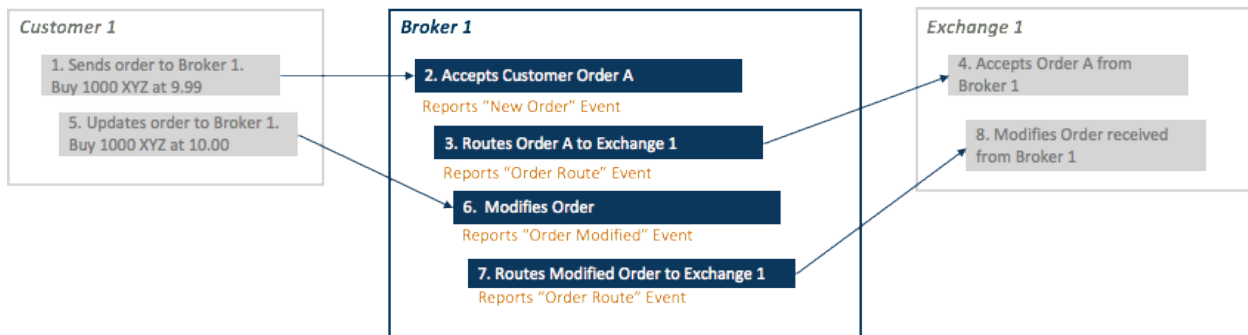 Customer 1
1. Sends order to Broker 1.
Buy 1000 XYZ at 9.99
5. Updates order to Broker 1.
Buy 1000 XYZ at 10.00
Broker 1
2. Accepts Customer Order A
Reports "New Order" Event
3. Routes Order A to Exchange 1
Reports "Order Route" Event
6. Modifies Order
Reports "Order Modified" Event
7. Routes Modified Order to Exchange 1
Reports "Order Route" Event
Exchange 1
4. Accepts Order A from
Broker 1
8. Modifies Order received
from Broker 1